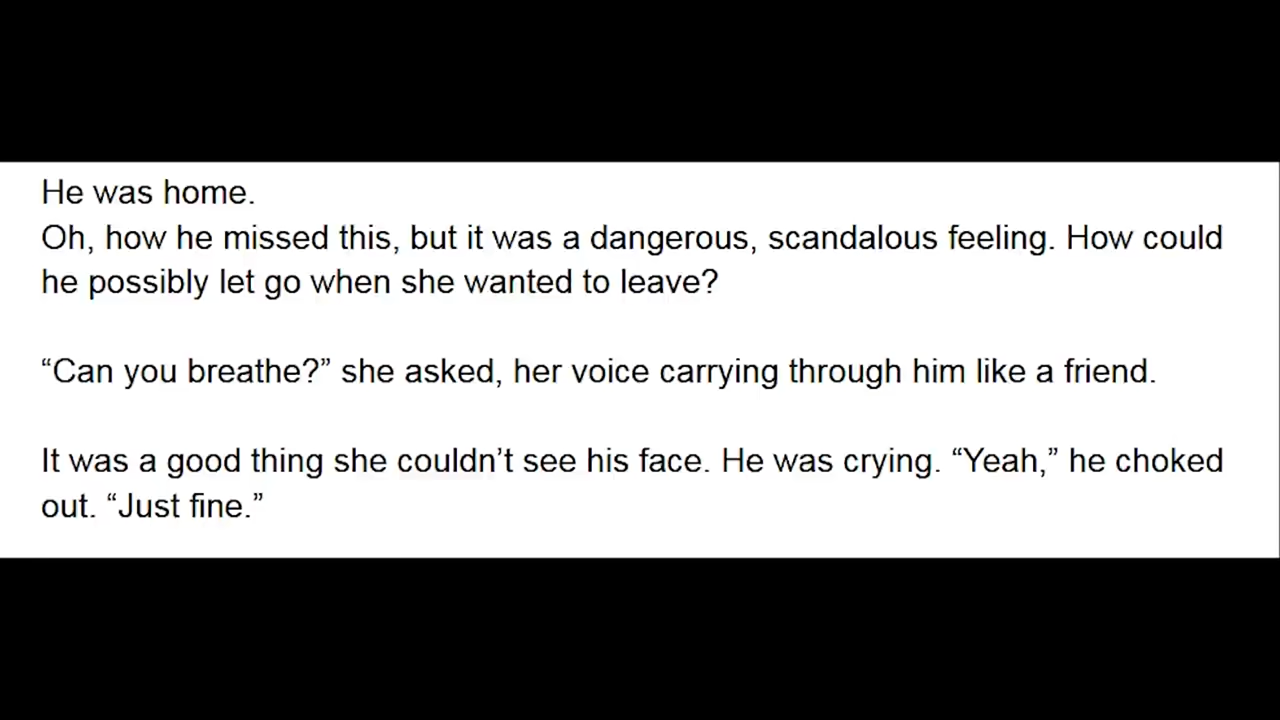 He was home.
Oh, how he missed this, but it was a dangerous, scandalous feeling. How could
he possibly let go when she wanted to leave?
“Can you breathe?” she asked, her voice carrying through him like a friend.
It was a good thing she couldn’t see his face. He was crying. “Yeah,” he choked
out. “Just fine.”